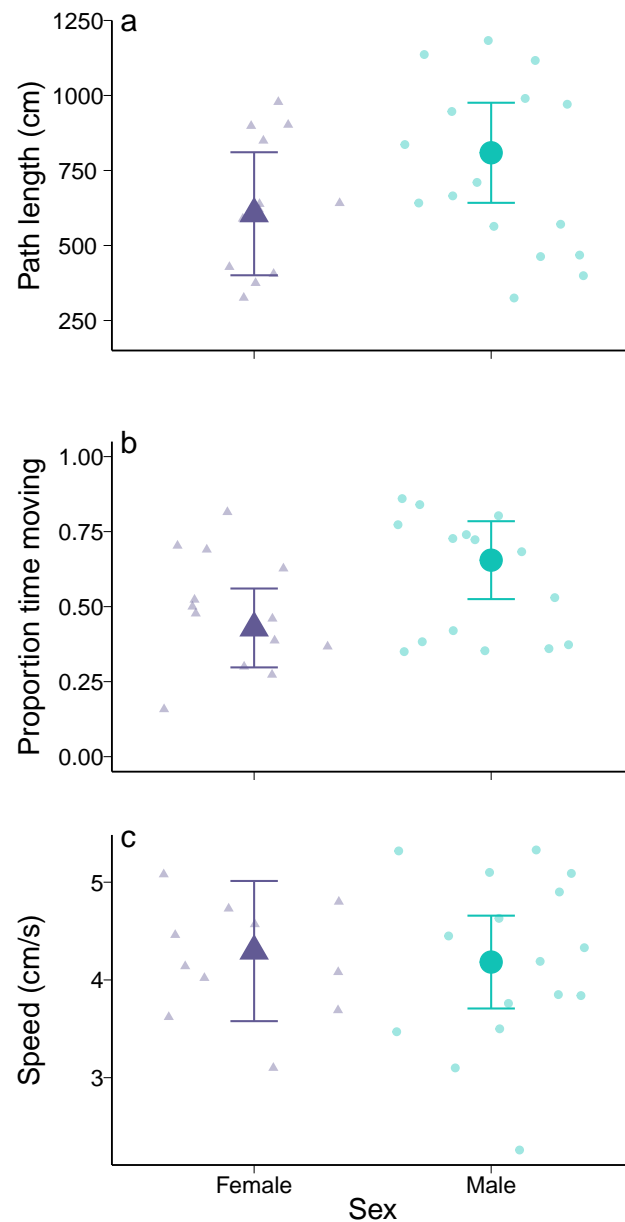 a
Path length (cm)
1250
1000
750
500
250
b
Proportion time moving
1.00
0.75
0.50
0.25
0.00
c
Speed (cm/s)
5
4
3
Female
Male
Sex